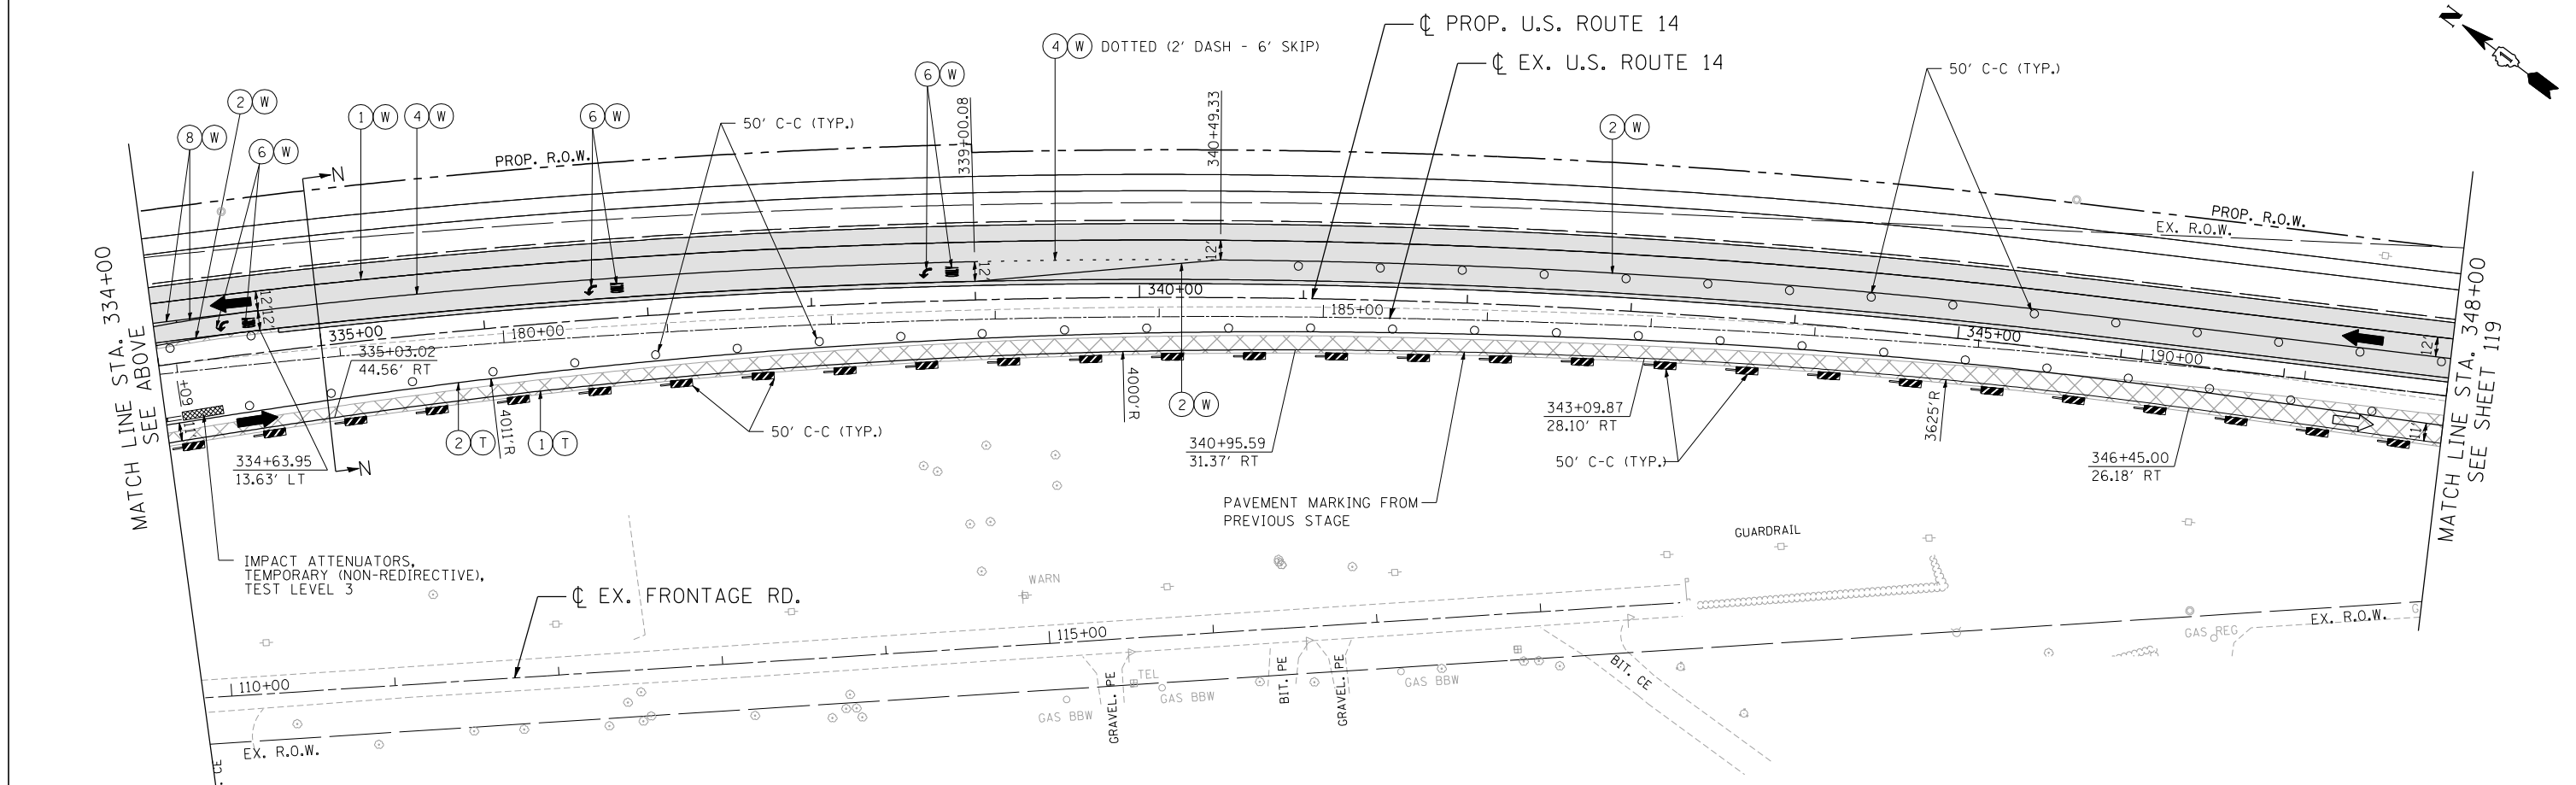 ℄ PROP. U.S. ROUTE 14
℄ EX. U.S. ROUTE 14
N
1
4 W DOTTED (2' DASH - 6' SKIP)
50' C-C (TYP.)
6 W
2 W
8 W
6 W
1 W
4 W
6 W
50' C-C (TYP.)
339+00.08
340+49.33
2 W
PROP. R.O.W.
N
PROP. R.O.W.
EX. R.O.W.
MATCH LINE STA. 334+00
SEE ABOVE
MATCH LINE STA. 348+00
SEE SHEET 119
12'
12'
12'
12'
12'
335+00
340+00
345+00
180+00
185+00
190+00
335+03.02
44.56' RT
+09
11'
11'
334+63.95
13.63' LT
N
2 T
4011'R
1 T
50' C-C (TYP.)
4000'R
2 W
340+95.59
31.37' RT
343+09.87
28.10' RT
50' C-C (TYP.)
3625'R
346+45.00
26.18' RT
PAVEMENT MARKING FROM
PREVIOUS STAGE
IMPACT ATTENUATORS,
TEMPORARY (NON-REDIRECTIVE),
TEST LEVEL 3
℄ EX. FRONTAGE RD.
WARN
GUARDRAIL
110+00
115+00
EX. R.O.W.
CE
GAS BBW
GRAVEL. PE
TEL
GAS BBW
BIT. PE
GRAVEL. PE
GAS BBW
BIT. CE
GAS REG
EX. R.O.W.
G